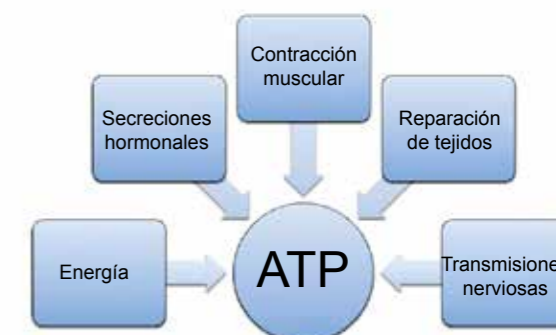 Contracción
muscular
Secreciones
hormonales
Reparación
de tejidos
Energía
ATP
Transmisione
nerviosas